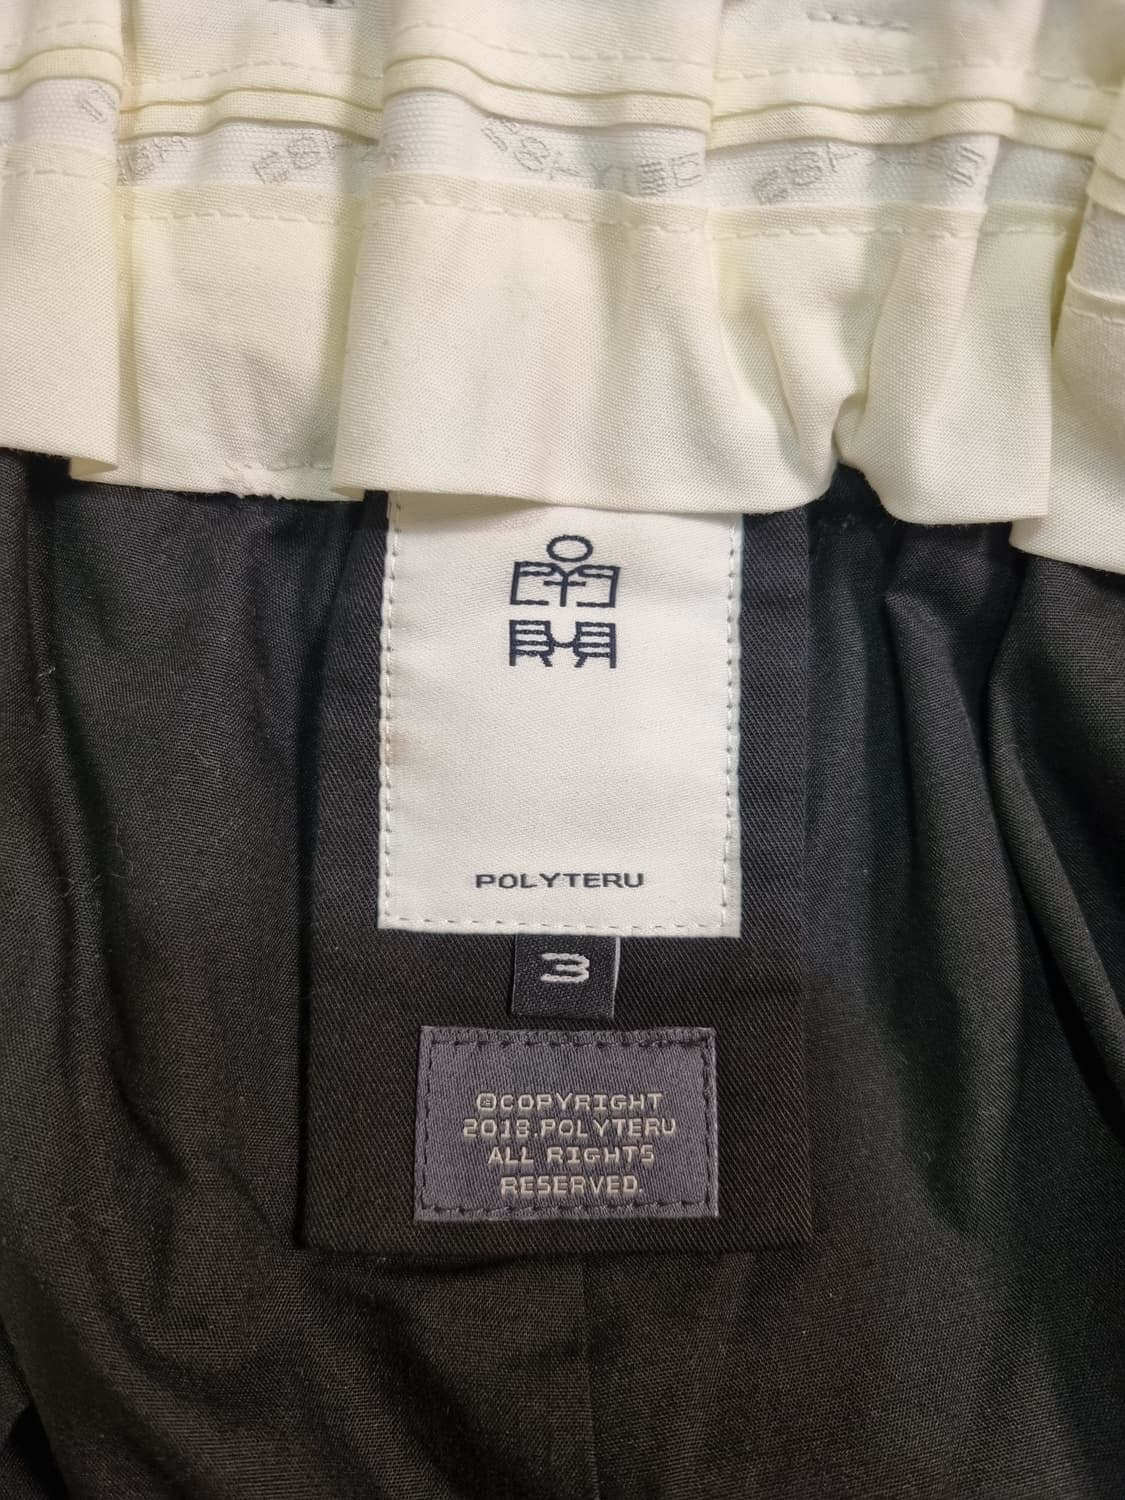 POLYTERU
3
©COPYRIGHT
2018.POLYTERU
ALL RIGHTS
RESERVED.